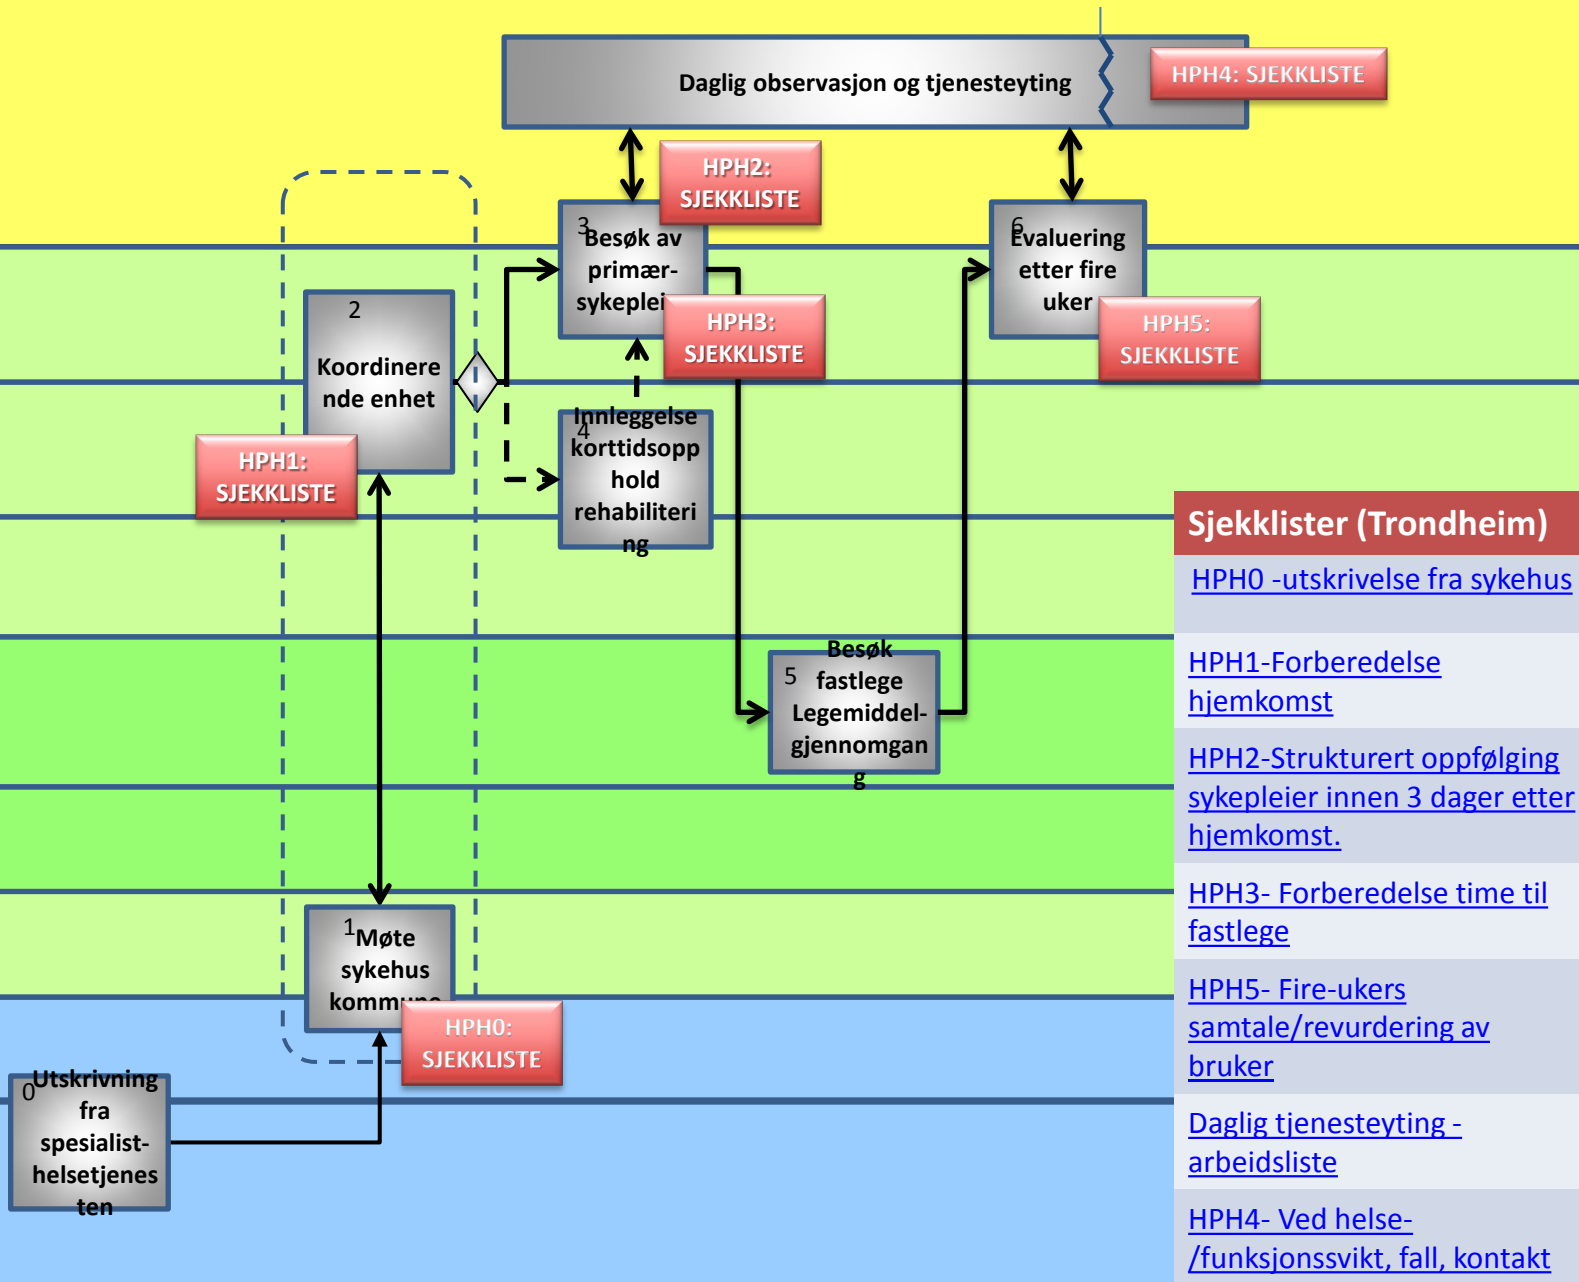 Daglig observasjon og tjenesteyting
HPH4: SJEKKLISTE
HPH2:
SJEKKLISTE
3
Besøk av
primær-
sykeplei
HPH3:
SJEKKLISTE
6
Evaluering
etter fire
uker
HPH5:
SJEKKLISTE
2
Koordinere
nde enhet
HPH1:
SJEKKLISTE
4
Innleggelse
korttidsopp
hold
rehabiliteri
ng
5
Besøk
fastlege
Legemiddel-
gjennomgan
g
1
Møte
sykehus
kommune
HPH0:
SJEKKLISTE
0
Utskrivning
fra
spesialist-
helsetjenes
ten
Sjekklister (Trondheim)
HPH0 -utskrivelse fra sykehus
HPH1-Forberedelse
hjemkomst
HPH2-Strukturert oppfølging
sykepleier innen 3 dager etter
hjemkomst.
HPH3- Forberedelse time til
fastlege
HPH5- Fire-ukers
samtale/revurdering av
bruker
Daglig tjenesteyting -
arbeidsliste
HPH4- Ved helse-
/funksjonssvikt, fall, kontakt